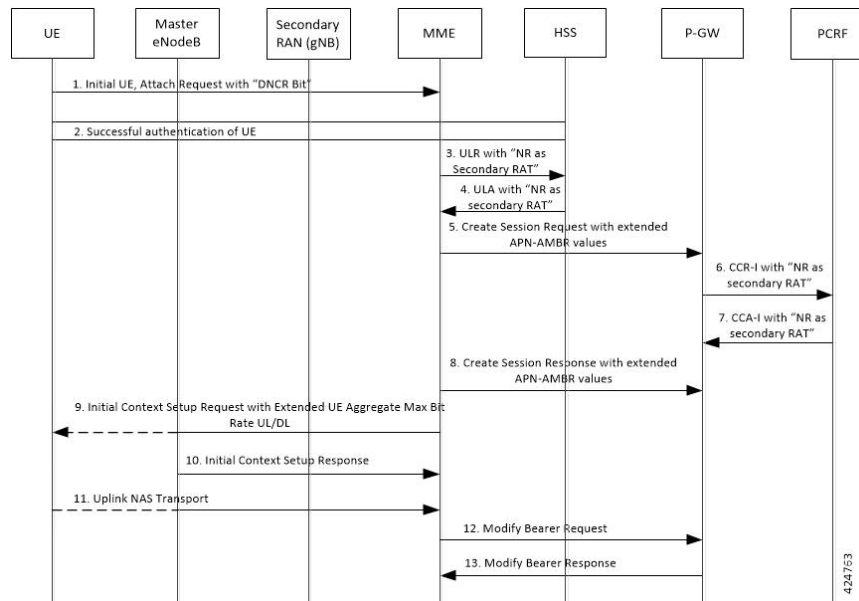 UE
Master
eNodeB
Secondary
RAN (gNB)
MME
HSS
P-GW
PCRF
1. Initial UE, Attach Request with “DNCR Bit”
2. Successful authentication of UE
3. ULR with “NR as
Secondary RAT”
4. ULA with “NR as
secondary RAT”
5. Create Session Request with extended
APN-AMBR values
6. CCR-I with “NR as
secondary RAT”
7. CCA-I with “NR as
secondary RAT”
8. Create Session Response with extended
APN-AMBR values
9. Initial Context Setup Request with Extended UE Aggregate Max Bit
Rate UL/DL
10. Initial Context Setup Response
11. Uplink NAS Transport
12. Modify Bearer Request
13. Modify Bearer Response
424763